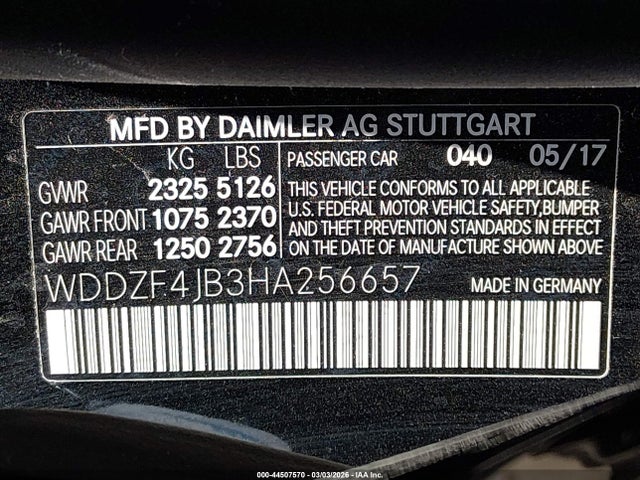 MFD BY DAIMLER AG STUTTGART
KG LBS PASSENGER CAR 040 05/17
GVWR 2325 5126
GAWR FRONT 1075 2370
GAWR REAR 1250 2756
THIS VEHICLE CONFORMS TO ALL APPLICABLE
U.S. FEDERAL MOTOR VEHICLE SAFETY,BUMPER
AND THEFT PREVENTION STANDARDS IN EFFECT
ON THE DATE OF MANUFACTURE SHOWN ABOVE
WDDZF4JB3HA256657 MADE IN GERMANY
000-44507570 | 03/03/2026 | IAA Inc.